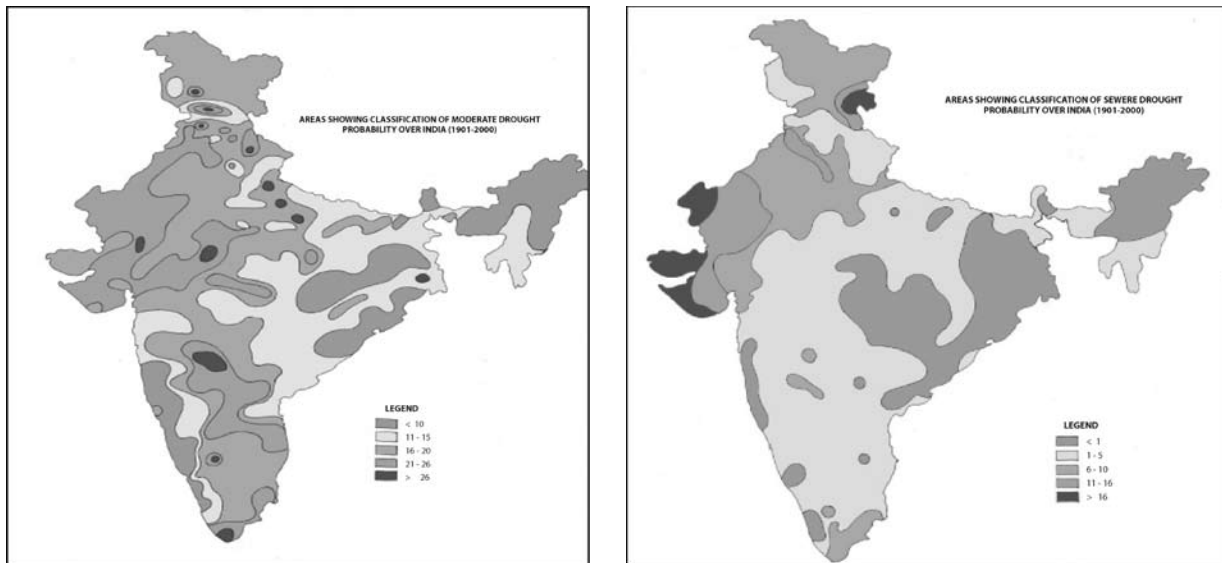 AREAS SHOWING CLASSIFICATION OF MODERATE DROUGHT
PROBABILITY OVER INDIA (1901-2000)
LEGEND
< 10
11 - 15
16 - 20
21 - 26
> 26
AREAS SHOWING CLASSIFICATION OF SEWERE DROUGHT
PROBABILITY OVER INDIA (1901-2000)
LEGEND
< 1
1 - 5
6 - 10
11 - 16
> 16